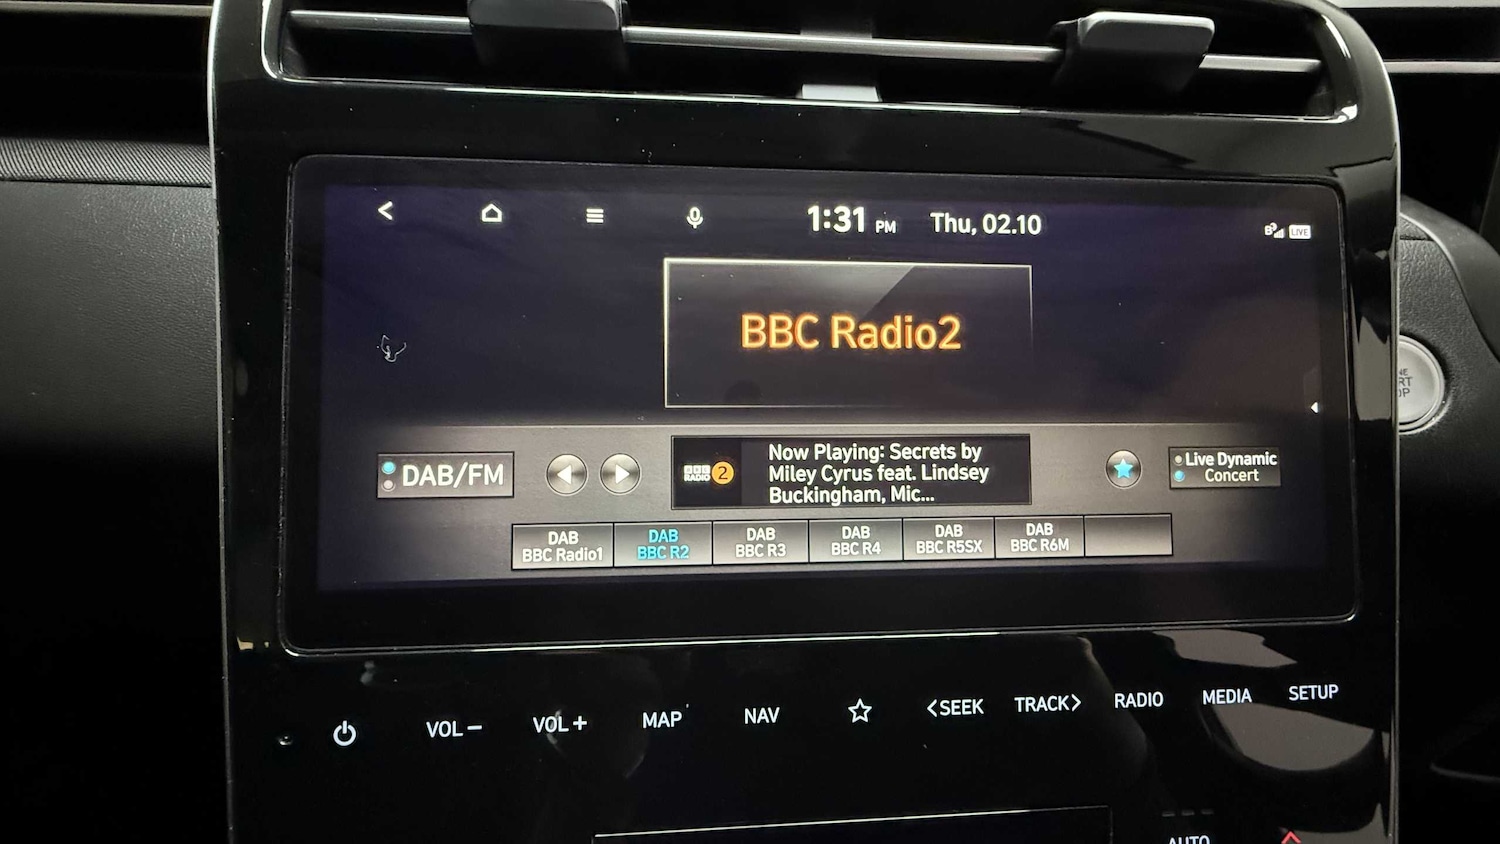 1:31 PM Thu, 02.10
LIVE
BBC Radio2
DAB/FM
BBC
RADIO 2
Now Playing: Secrets by
Miley Cyrus feat. Lindsey
Buckingham, Mic...
Live Dynamic
Concert
DAB
BBC Radio1
DAB
BBC R2
DAB
BBC R3
DAB
BBC R4
DAB
BBC R5SX
DAB
BBC R6M
VOL− VOL+ MAP NAV <SEEK TRACK> RADIO MEDIA SETUP
AUTO